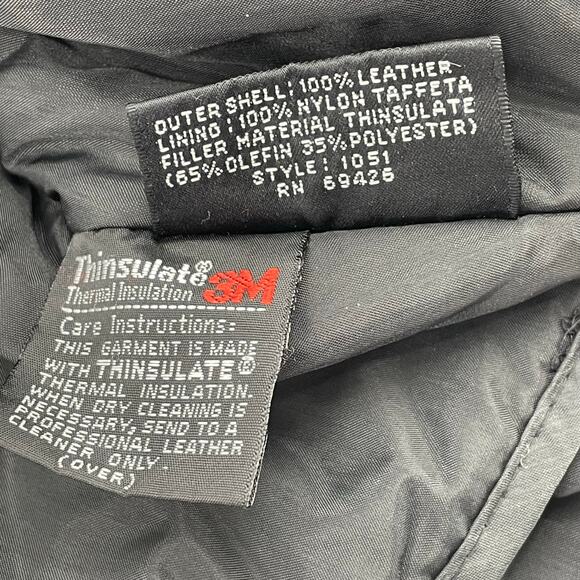 OUTER SHELL: 100% LEATHER
LINING: 100% NYLON TAFFETA
FILLER MATERIAL THINSULATE
(65% OLEFIN 35% POLYESTER)
STYLE: 1051
RN 69426
Thinsulate® 3M
Thermal Insulation
Care Instructions:
THIS GARMENT IS MADE
WITH THINSULATE®
THERMAL INSULATION.
WHEN DRY CLEANING IS
NECESSARY, SEND TO A
PROFESSIONAL LEATHER
CLEANER ONLY.
(OVER)